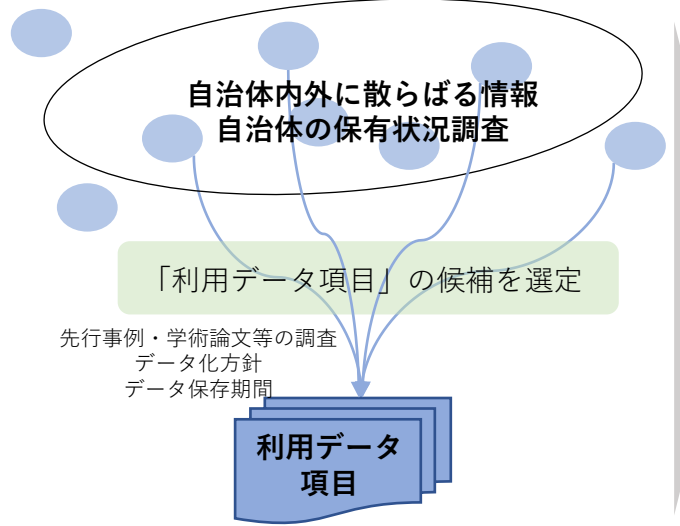 自治体内外に散らばる情報
自治体の保有状況調査
「利用データ項目」の候補を選定
先行事例・学術論文等の調査
データ化方針
データ保存期間
利用データ
項目